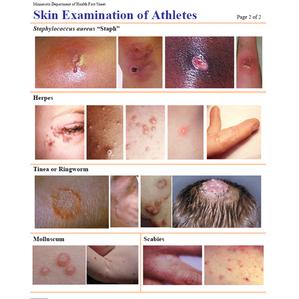 Minnesota Department of Health Fact Sheet
Skin Examination of Athletes
Page 2 of 2
Staphylococcus aureus "Staph"
Herpes
Tinea or Ringworm
Molluscum
Scabies